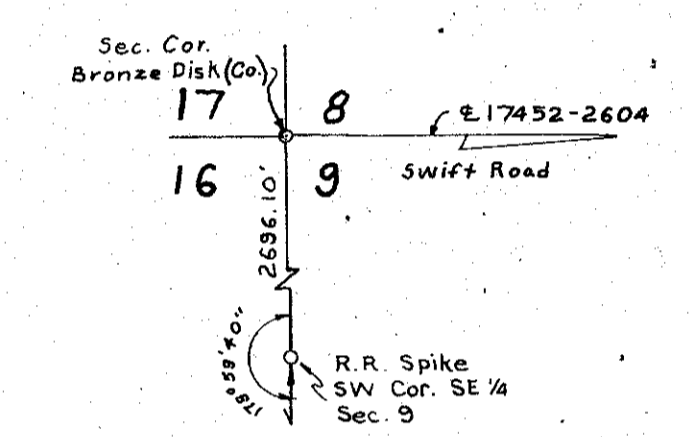 Sec. Cor.
Bronze Disk (Co.)
17
8
℄ 17452-2604
16
9
Swift Road
2696.10'
179°59'40"
R.R. Spike
SW Cor. SE 1/4
Sec. 9